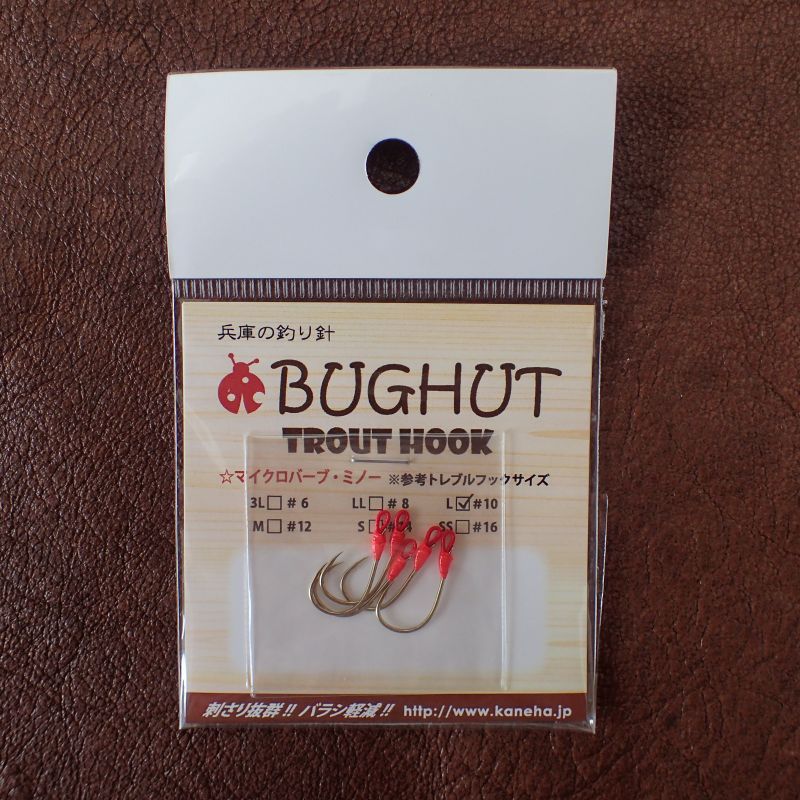 兵庫の釣り針
BUGHUT
TROUT HOOK
☆マイクロバーブ・ミノー ※参考トレブルフックサイズ
3L□ #6 LL□ #8 L☑ #10
M□ #12 S□ #14 SS□ #16
刺さり抜群!! バラシ軽減!! http://www.kaneha.jp